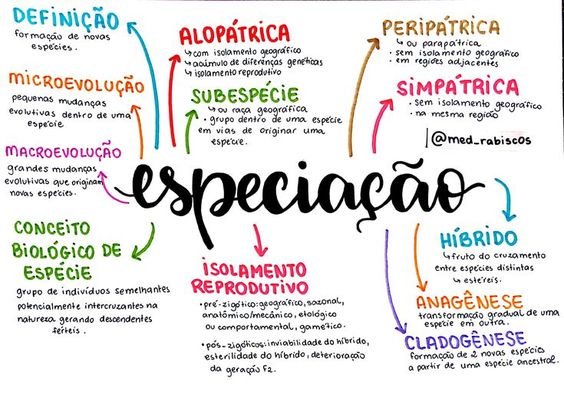 DEFINIÇÃO
formação de novas
espécies.
MICROEVOLUÇÃO
pequenas mudanças
evolutivas dentro de uma
espécie
MACROEVOLUÇÃO
grandes mudanças
evolutivas que originam
novas espécies.
CONCEITO
BIOLÓGICO DE
ESPÉCIE
grupo de indivíduos semelhantes
potencialmente intercruzantes na
natureza gerando descendentes
férteis.
ALOPÁTRICA
com isolamento geográfico
acúmulo de diferenças genéticas
isolamento reprodutivo
SUBESPÉCIE
ou raça geográfica
• grupo dentro de uma espécie
em vias de originar uma
espécie.
PERIPÁTRICA
ou parapátrica
• sem isolamento geográfico
em regiões adjacentes
SIMPÁTRICA
• sem isolamento geográfico
• na mesma região
@med_rabiscos
especiação
ISOLAMENTO
REPRODUTIVO
• pré-zigótico: geográfico, sazonal,
anatômico/mecânico, etológico
ou comportamental, gamético.
• pós-zigóticos: inviabilidade do híbrido,
esterilidade do híbrido, deterioração
da geração F2.
HÍBRIDO
fruto do cruzamento
entre espécies distintas
estéreis.
ANAGÊNESE
transformação gradual de uma
espécie em outra.
CLADOGÊNESE
formação de 2 novas espécies
a partir de uma espécie ancestral.